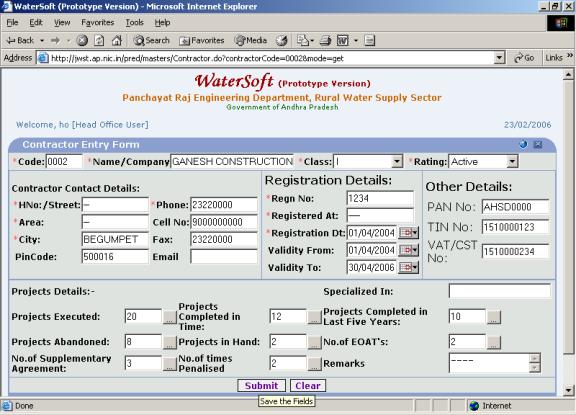 WaterSoft (Prototype Version) - Microsoft Internet Explorer
File Edit View Favorites Tools Help
Back Search Favorites Media
Address http://jwst.ap.nic.in/pred/masters/Contractor.do?contractorCode=0002&mode=get Go Links »
WaterSoft (Prototype Version)
Panchayat Raj Engineering Department, Rural Water Supply Sector
Government of Andhra Pradesh
Welcome, ho [Head Office User] 23/02/2006
Contractor Entry Form
*Code: 0002 *Name/Company GANESH CONSTRUCTION *Class: I *Rating: Active
Contractor Contact Details:
*HNo:/Street: -- *Phone: 23220000
*Area: -- Cell No: 9000000000
*City: BEGUMPET Fax: 23220000
PinCode: 500016 Email
Registration Details:
*Regn No: 1234
*Registered At: ---
*Registration Dt: 01/04/2004
Validity From: 01/04/2004
Validity To: 30/04/2006
Other Details:
PAN No: AHSD0000
TIN No: 1510000123
VAT/CST No: 1510000234
Projects Details:- Specialized In:
Projects Executed: 20 ... Projects Completed in Time: 12 ... Projects Completed in Last Five Years: 10 ...
Projects Abandoned: 8 ... Projects in Hand: 2 ... No.of EOAT's: 2 ...
No.of Supplementary Agreement: 3 ... No.of times Penalised 2 ... Remarks ----
Submit Clear
Save the Fields
Done Internet